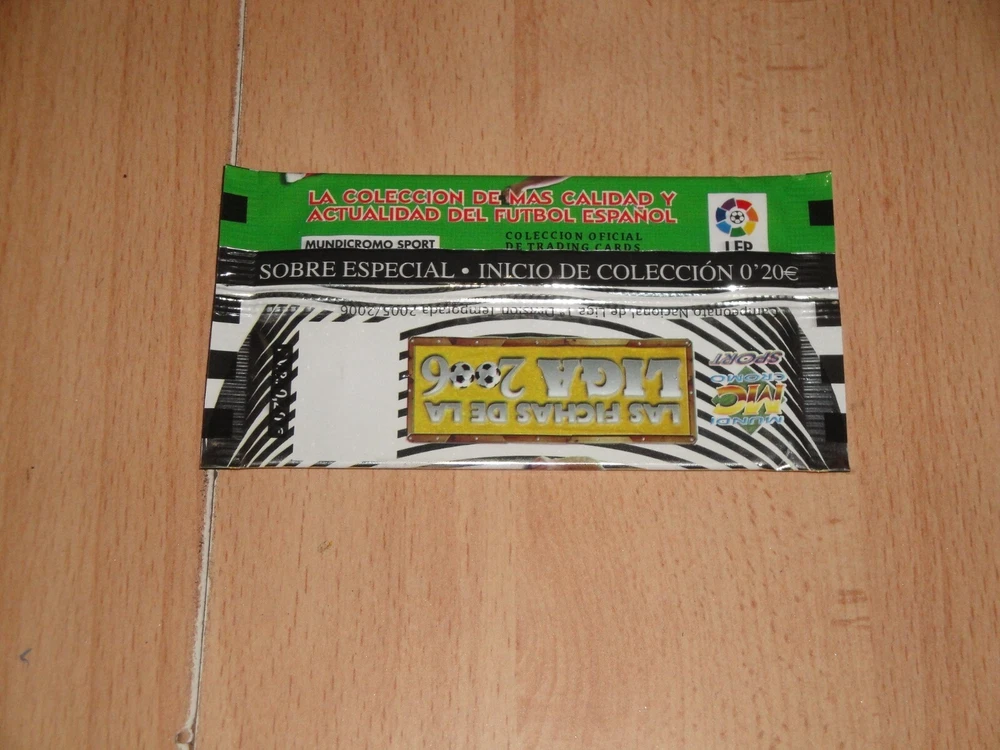 LA COLECCION DE MAS CALIDAD Y
ACTUALIDAD DEL FUTBOL ESPAÑOL
MUNDICROMO SPORT
COLECCION OFICIAL
DE TRADING CARDS
LFP
SOBRE ESPECIAL • INICIO DE COLECCIÓN 0'20€
Campeonato Nacional de Liga 1ª División Temporada 2005/2006
LAS FICHAS DE LA
LIGA 2006
MUNDI
CROMO
MC
SPORT